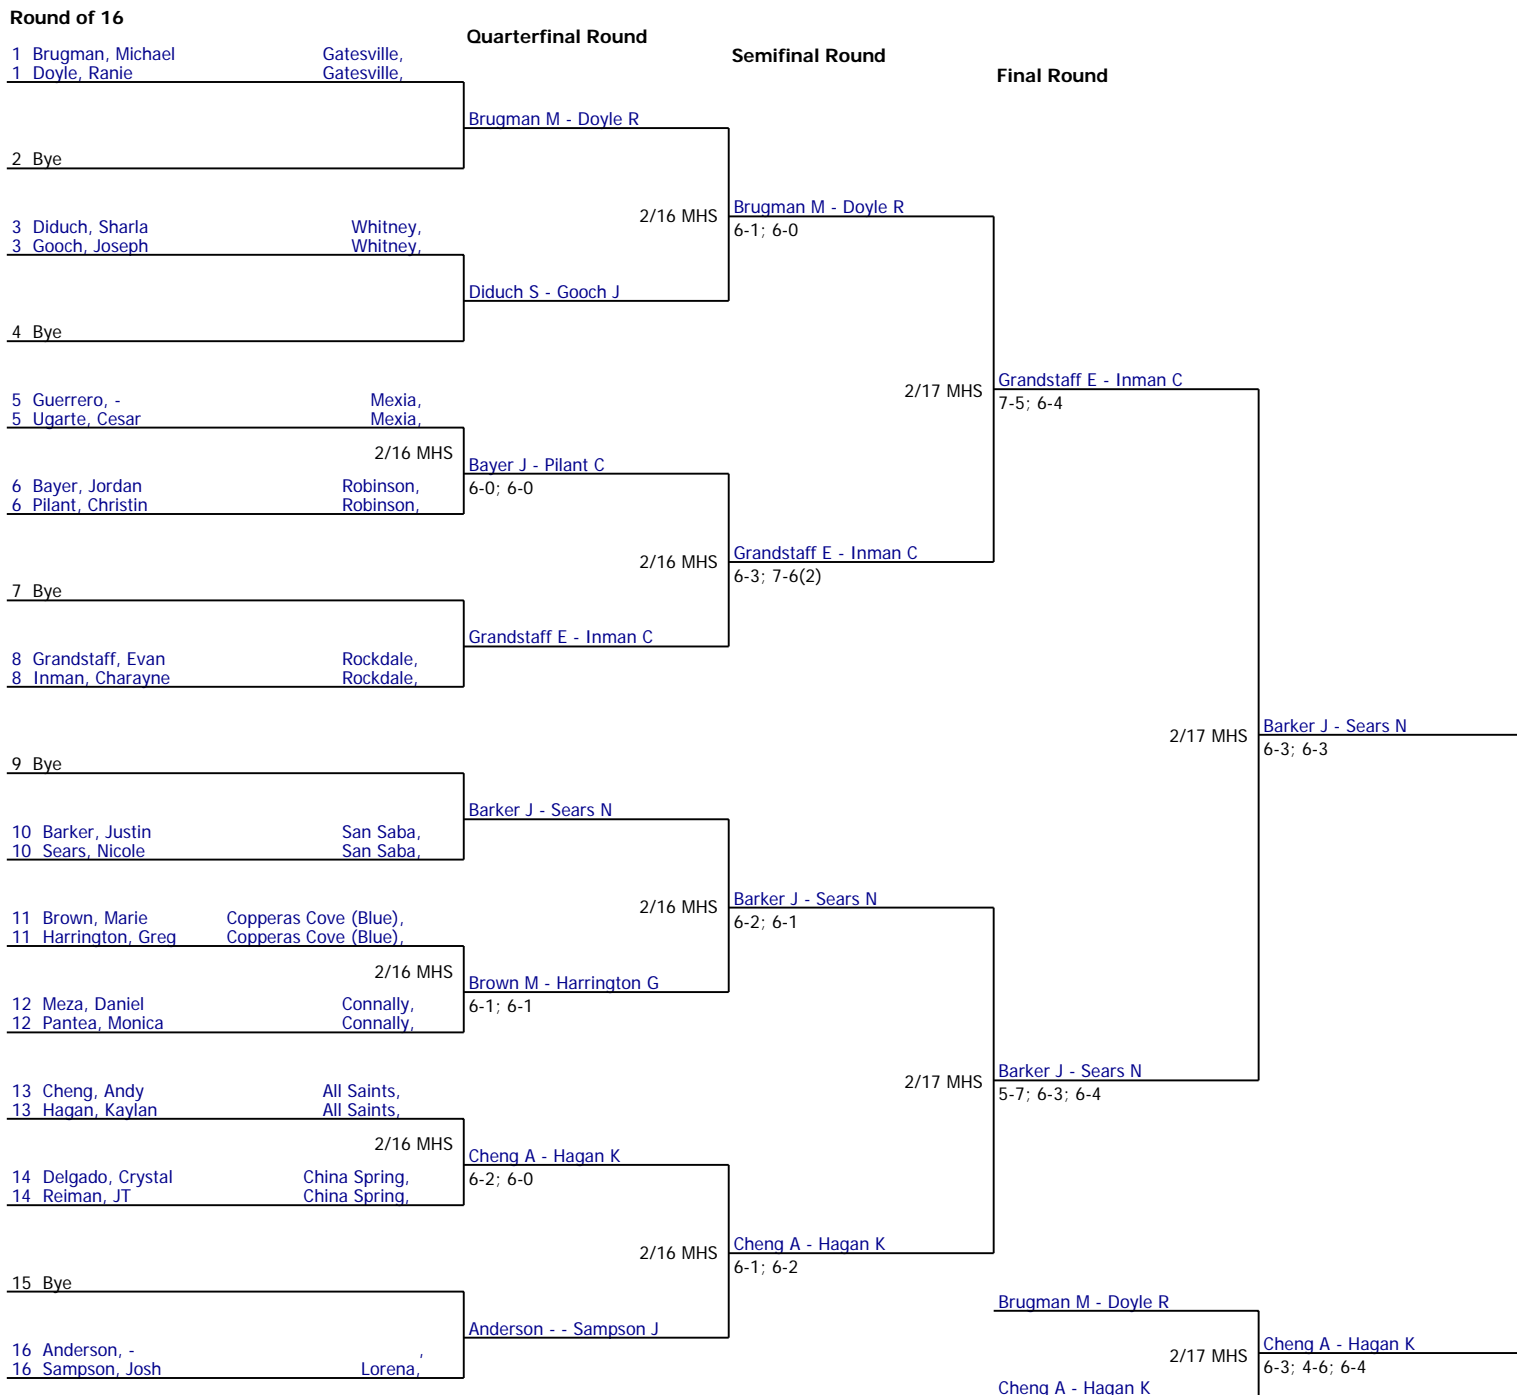 Round of 16
Quarterfinal Round
Semifinal Round
Final Round
1 Brugman, Michael Gatesville,
1 Doyle, Ranie Gatesville,
Brugman M - Doyle R
2 Bye
2/16 MHS
Brugman M - Doyle R
6-1; 6-0
3 Diduch, Sharla Whitney,
3 Gooch, Joseph Whitney,
Diduch S - Gooch J
4 Bye
2/17 MHS
Grandstaff E - Inman C
7-5; 6-4
5 Guerrero, - Mexia,
5 Ugarte, Cesar Mexia,
2/16 MHS
Bayer J - Pilant C
6-0; 6-0
6 Bayer, Jordan Robinson,
6 Pilant, Christin Robinson,
2/16 MHS
Grandstaff E - Inman C
6-3; 7-6(2)
7 Bye
Grandstaff E - Inman C
8 Grandstaff, Evan Rockdale,
8 Inman, Charayne Rockdale,
2/17 MHS
Barker J - Sears N
6-3; 6-3
9 Bye
Barker J - Sears N
10 Barker, Justin San Saba,
10 Sears, Nicole San Saba,
2/16 MHS
Barker J - Sears N
6-2; 6-1
11 Brown, Marie Copperas Cove (Blue),
11 Harrington, Greg Copperas Cove (Blue),
2/16 MHS
Brown M - Harrington G
6-1; 6-1
12 Meza, Daniel Connally,
12 Pantea, Monica Connally,
2/17 MHS
Barker J - Sears N
5-7; 6-3; 6-4
13 Cheng, Andy All Saints,
13 Hagan, Kaylan All Saints,
2/16 MHS
Cheng A - Hagan K
6-2; 6-0
14 Delgado, Crystal China Spring,
14 Reiman, JT China Spring,
2/16 MHS
Cheng A - Hagan K
6-1; 6-2
15 Bye
Anderson - - Sampson J
16 Anderson, - ,
16 Sampson, Josh Lorena,
Brugman M - Doyle R
2/17 MHS
Cheng A - Hagan K
6-3; 4-6; 6-4
Cheng A - Hagan K